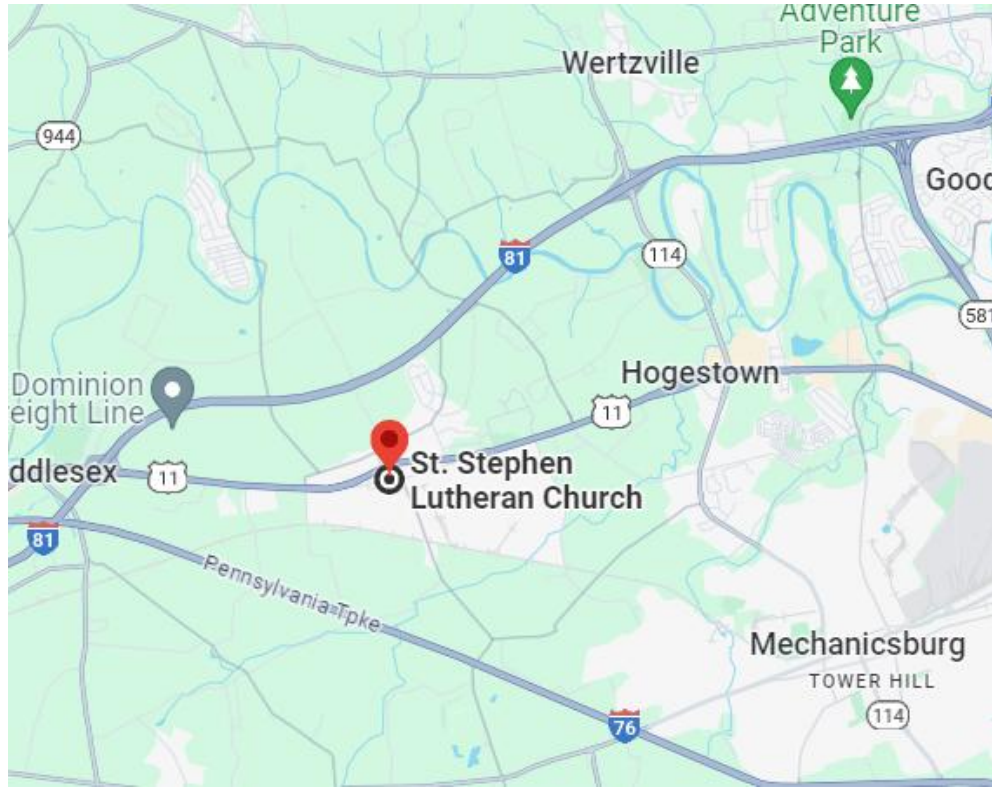 Adventure
Park
Wertzville
944
Good
81
114
581
Dominion
eight Line
Hogestown
11
ddlesex
11
St. Stephen
Lutheran Church
81
Pennsylvania Tpke
Mechanicsburg
TOWER HILL
114
76